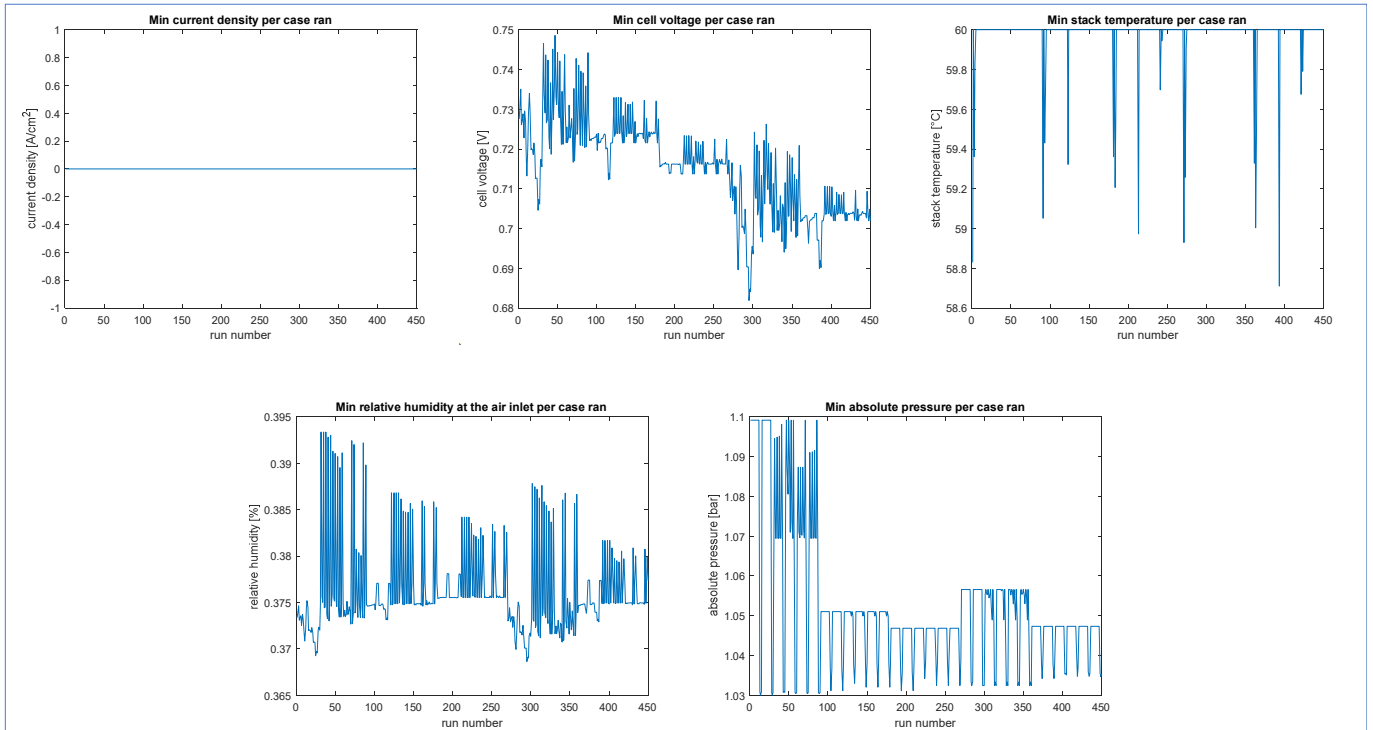 Min current density per case ran
1
0.8
0.6
0.4
0.2
0
-0.2
-0.4
-0.6
-0.8
-1
current density [A/cm²]
0 50 100 150 200 250 300 350 400 450
run number
Min cell voltage per case ran
0.75
0.74
0.73
0.72
0.71
0.7
0.69
0.68
cell voltage [V]
0 50 100 150 200 250 300 350 400 450
run number
Min stack temperature per case ran
60
59.8
59.6
59.4
59.2
59
58.8
58.6
stack temperature [°C]
0 50 100 150 200 250 300 350 400 450
run number
Min relative humidity at the air inlet per case ran
0.395
0.39
0.385
0.38
0.375
0.37
0.365
relative humidity [%]
0 50 100 150 200 250 300 350 400 450
run number
Min absolute pressure per case ran
1.1
1.09
1.08
1.07
1.06
1.05
1.04
1.03
absolute pressure [bar]
0 50 100 150 200 250 300 350 400 450
run number